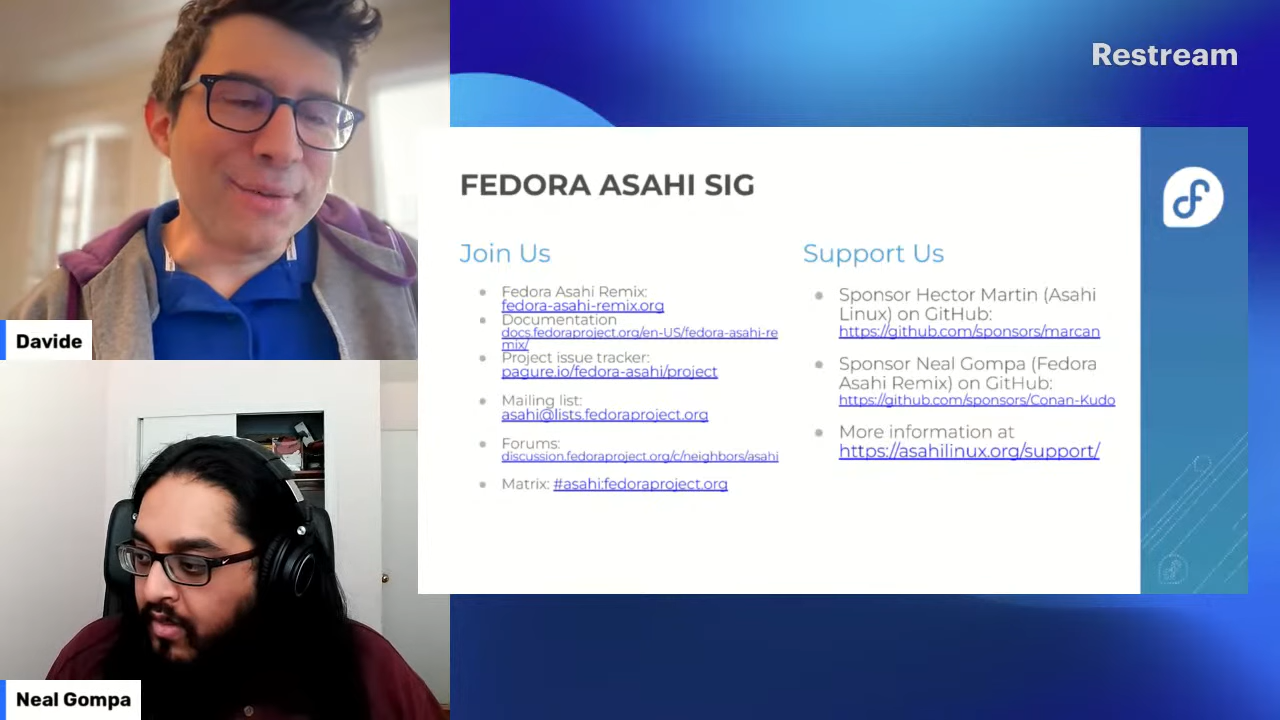 Restream
FEDORA ASAHI SIG
Join Us
Fedora Asahi Remix:
fedora-asahi-remix.org
Documentation
docs.fedoraproject.org/en-US/fedora-asahi-re
mix/
Project issue tracker:
pagure.io/fedora-asahi/project
Mailing list:
asahi@lists.fedoraproject.org
Forums:
discussion.fedoraproject.org/c/neighbors/asahi
Matrix: #asahi:fedoraproject.org
Support Us
Sponsor Hector Martin (Asahi
Linux) on GitHub:
https://github.com/sponsors/marcan
Sponsor Neal Gompa (Fedora
Asahi Remix) on GitHub:
https://github.com/sponsors/Conan-Kudo
More information at
https://asahilinux.org/support/
Davide
Neal Gompa